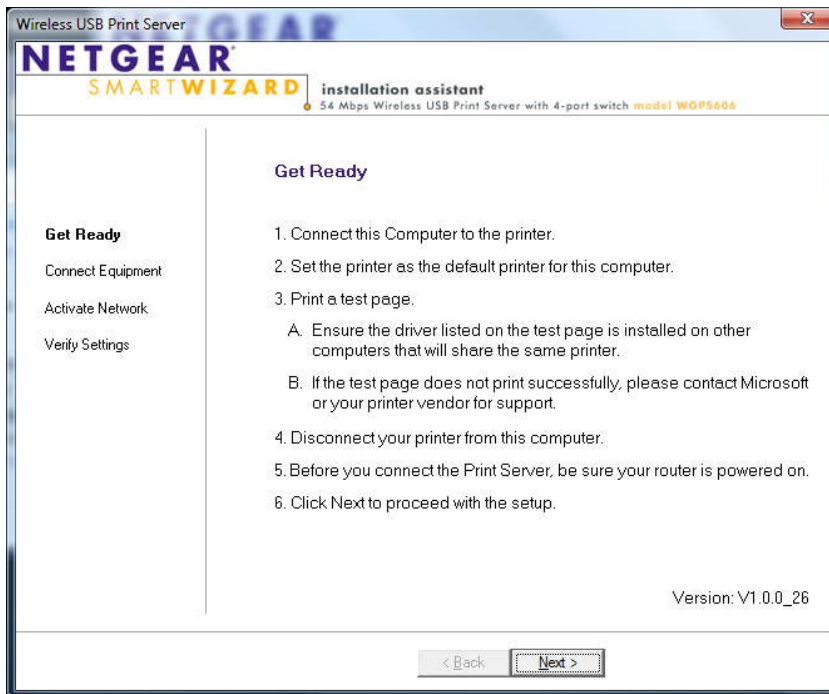 Wireless USB Print Server
NETGEAR
SMARTWIZARD
installation assistant
54 Mbps Wireless USB Print Server with 4-port switch model WGPS606
Get Ready
Get Ready
Connect Equipment
Activate Network
Verify Settings
1. Connect this Computer to the printer.
2. Set the printer as the default printer for this computer.
3. Print a test page.
A. Ensure the driver listed on the test page is installed on other
computers that will share the same printer.
B. If the test page does not print successfully, please contact Microsoft
or your printer vendor for support.
4. Disconnect your printer from this computer.
5. Before you connect the Print Server, be sure your router is powered on.
6. Click Next to proceed with the setup.
Version: V1.0.0_26
< Back
Next >